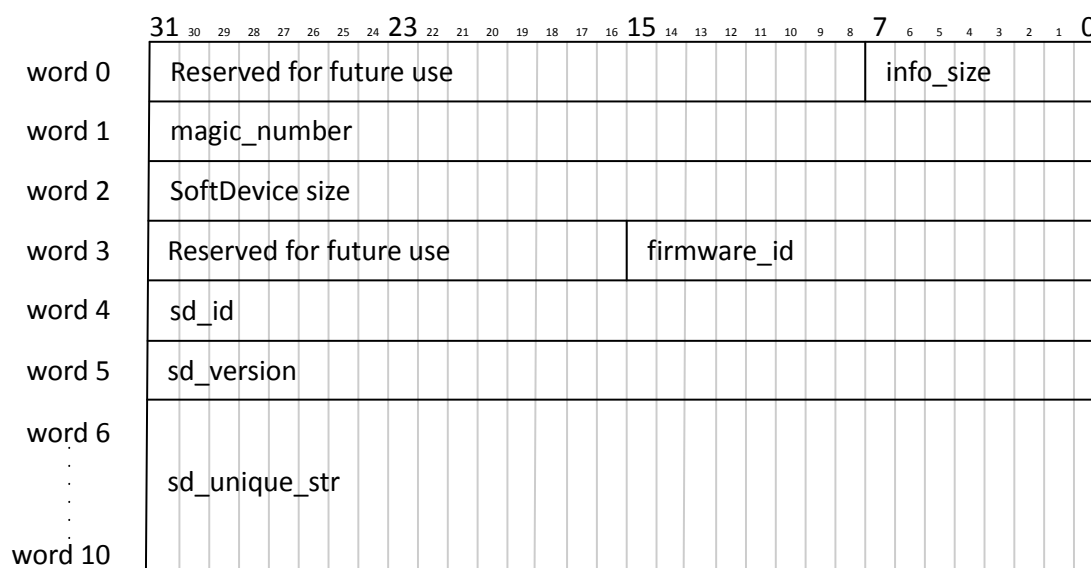 31 30 29 28 27 26 25 24 23 22 21 20 19 18 17 16 15 14 13 12 11 10 9 8 7 6 5 4 3 2 1 0
word 0 Reserved for future use info_size
word 1 magic_number
word 2 SoftDevice size
word 3 Reserved for future use firmware_id
word 4 sd_id
word 5 sd_version
word 6
sd_unique_str
word 10